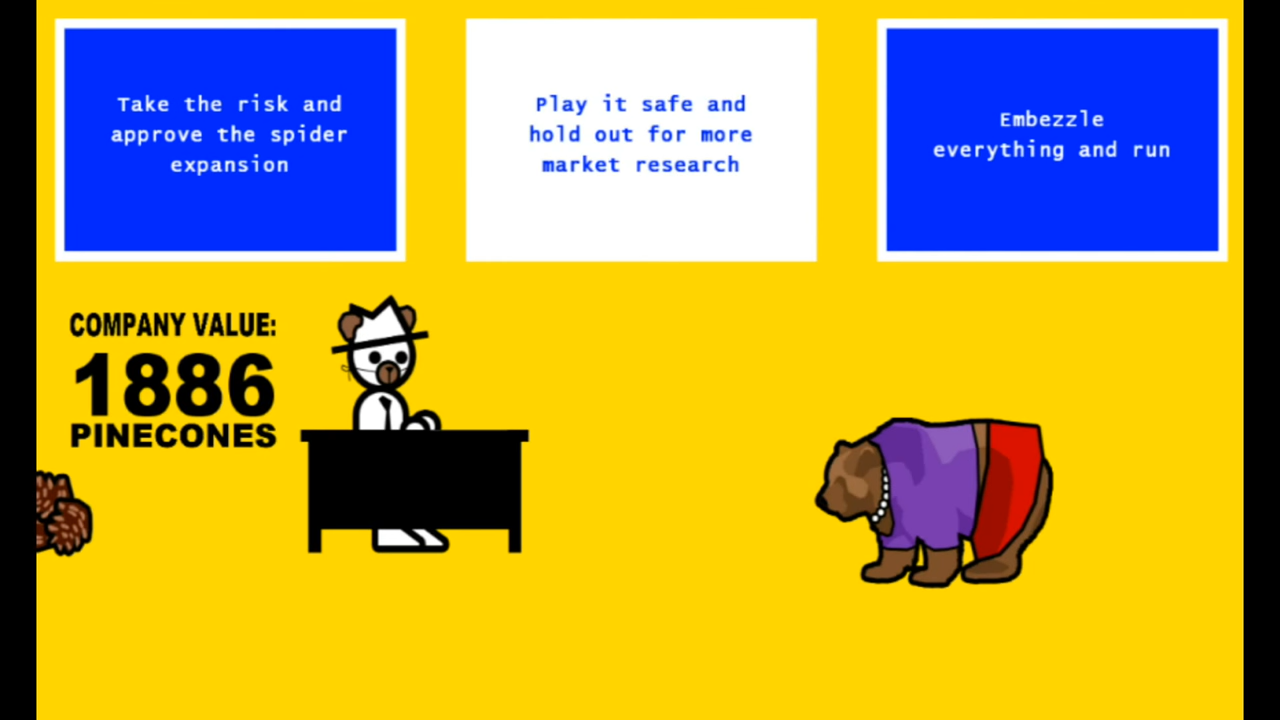 Take the risk and
approve the spider
expansion
Play it safe and
hold out for more
market research
Embezzle
everything and run
COMPANY VALUE:
1886
PINECONES